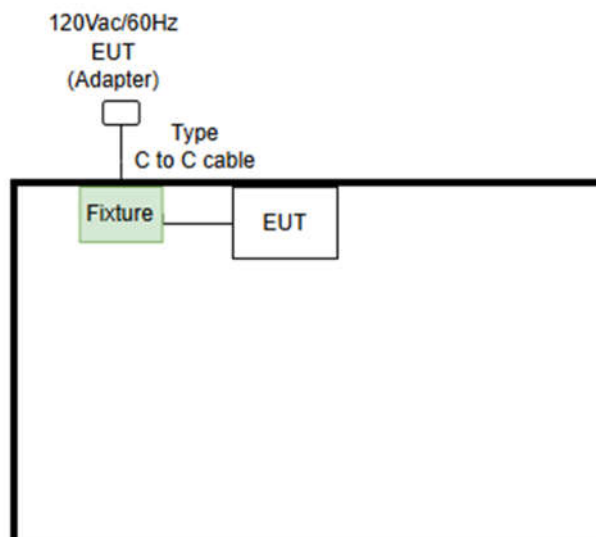 120Vac/60Hz
EUT
(Adapter)
Type
C to C cable
Fixture
EUT